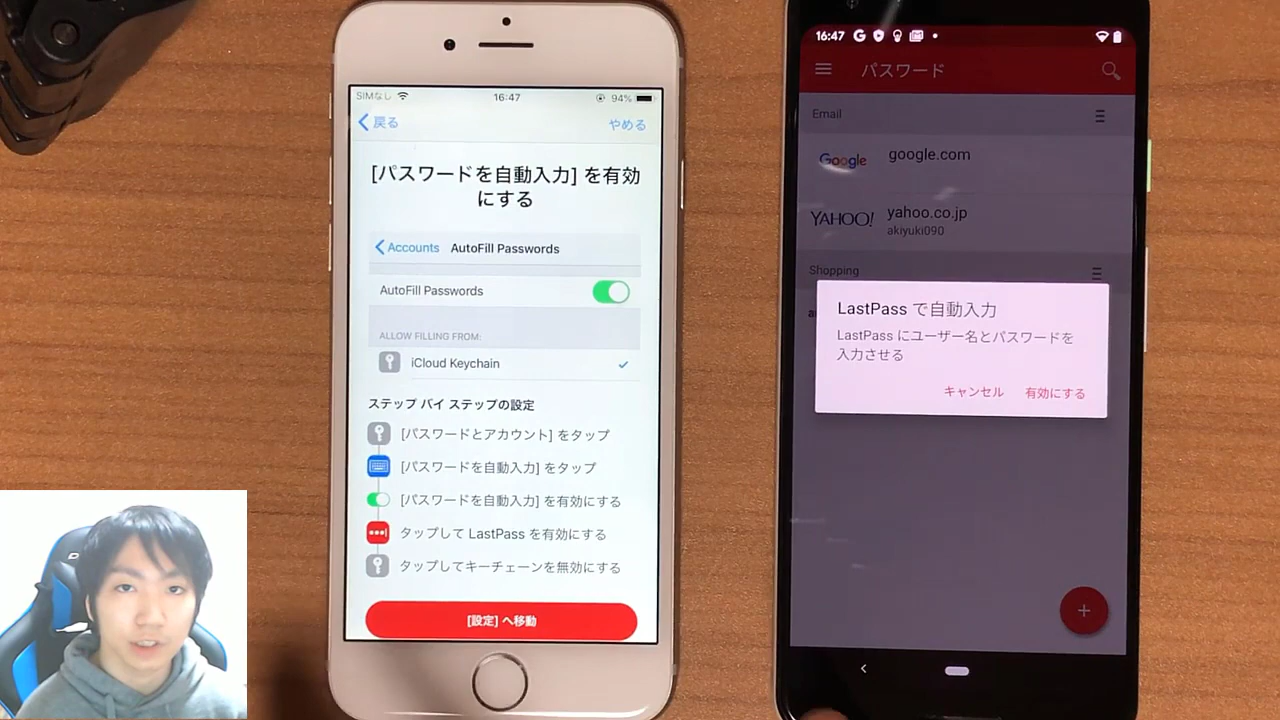 SIMなし
16:47
94%
戻る
やめる
[パスワードを自動入力] を有効
にする
Accounts
AutoFill Passwords
AutoFill Passwords
ALLOW FILLING FROM:
iCloud Keychain
ステップ バイ ステップの設定
[パスワードとアカウント] をタップ
[パスワードを自動入力] をタップ
[パスワードを自動入力] を有効にする
タップして LastPass を有効にする
タップしてキーチェーンを無効にする
[設定] へ移動
16:47
パスワード
Email
Google
google.com
YAHOO!
yahoo.co.jp
akiyuki090
Shopping
LastPass で自動入力
LastPass にユーザー名とパスワードを
入力させる
キャンセル
有効にする